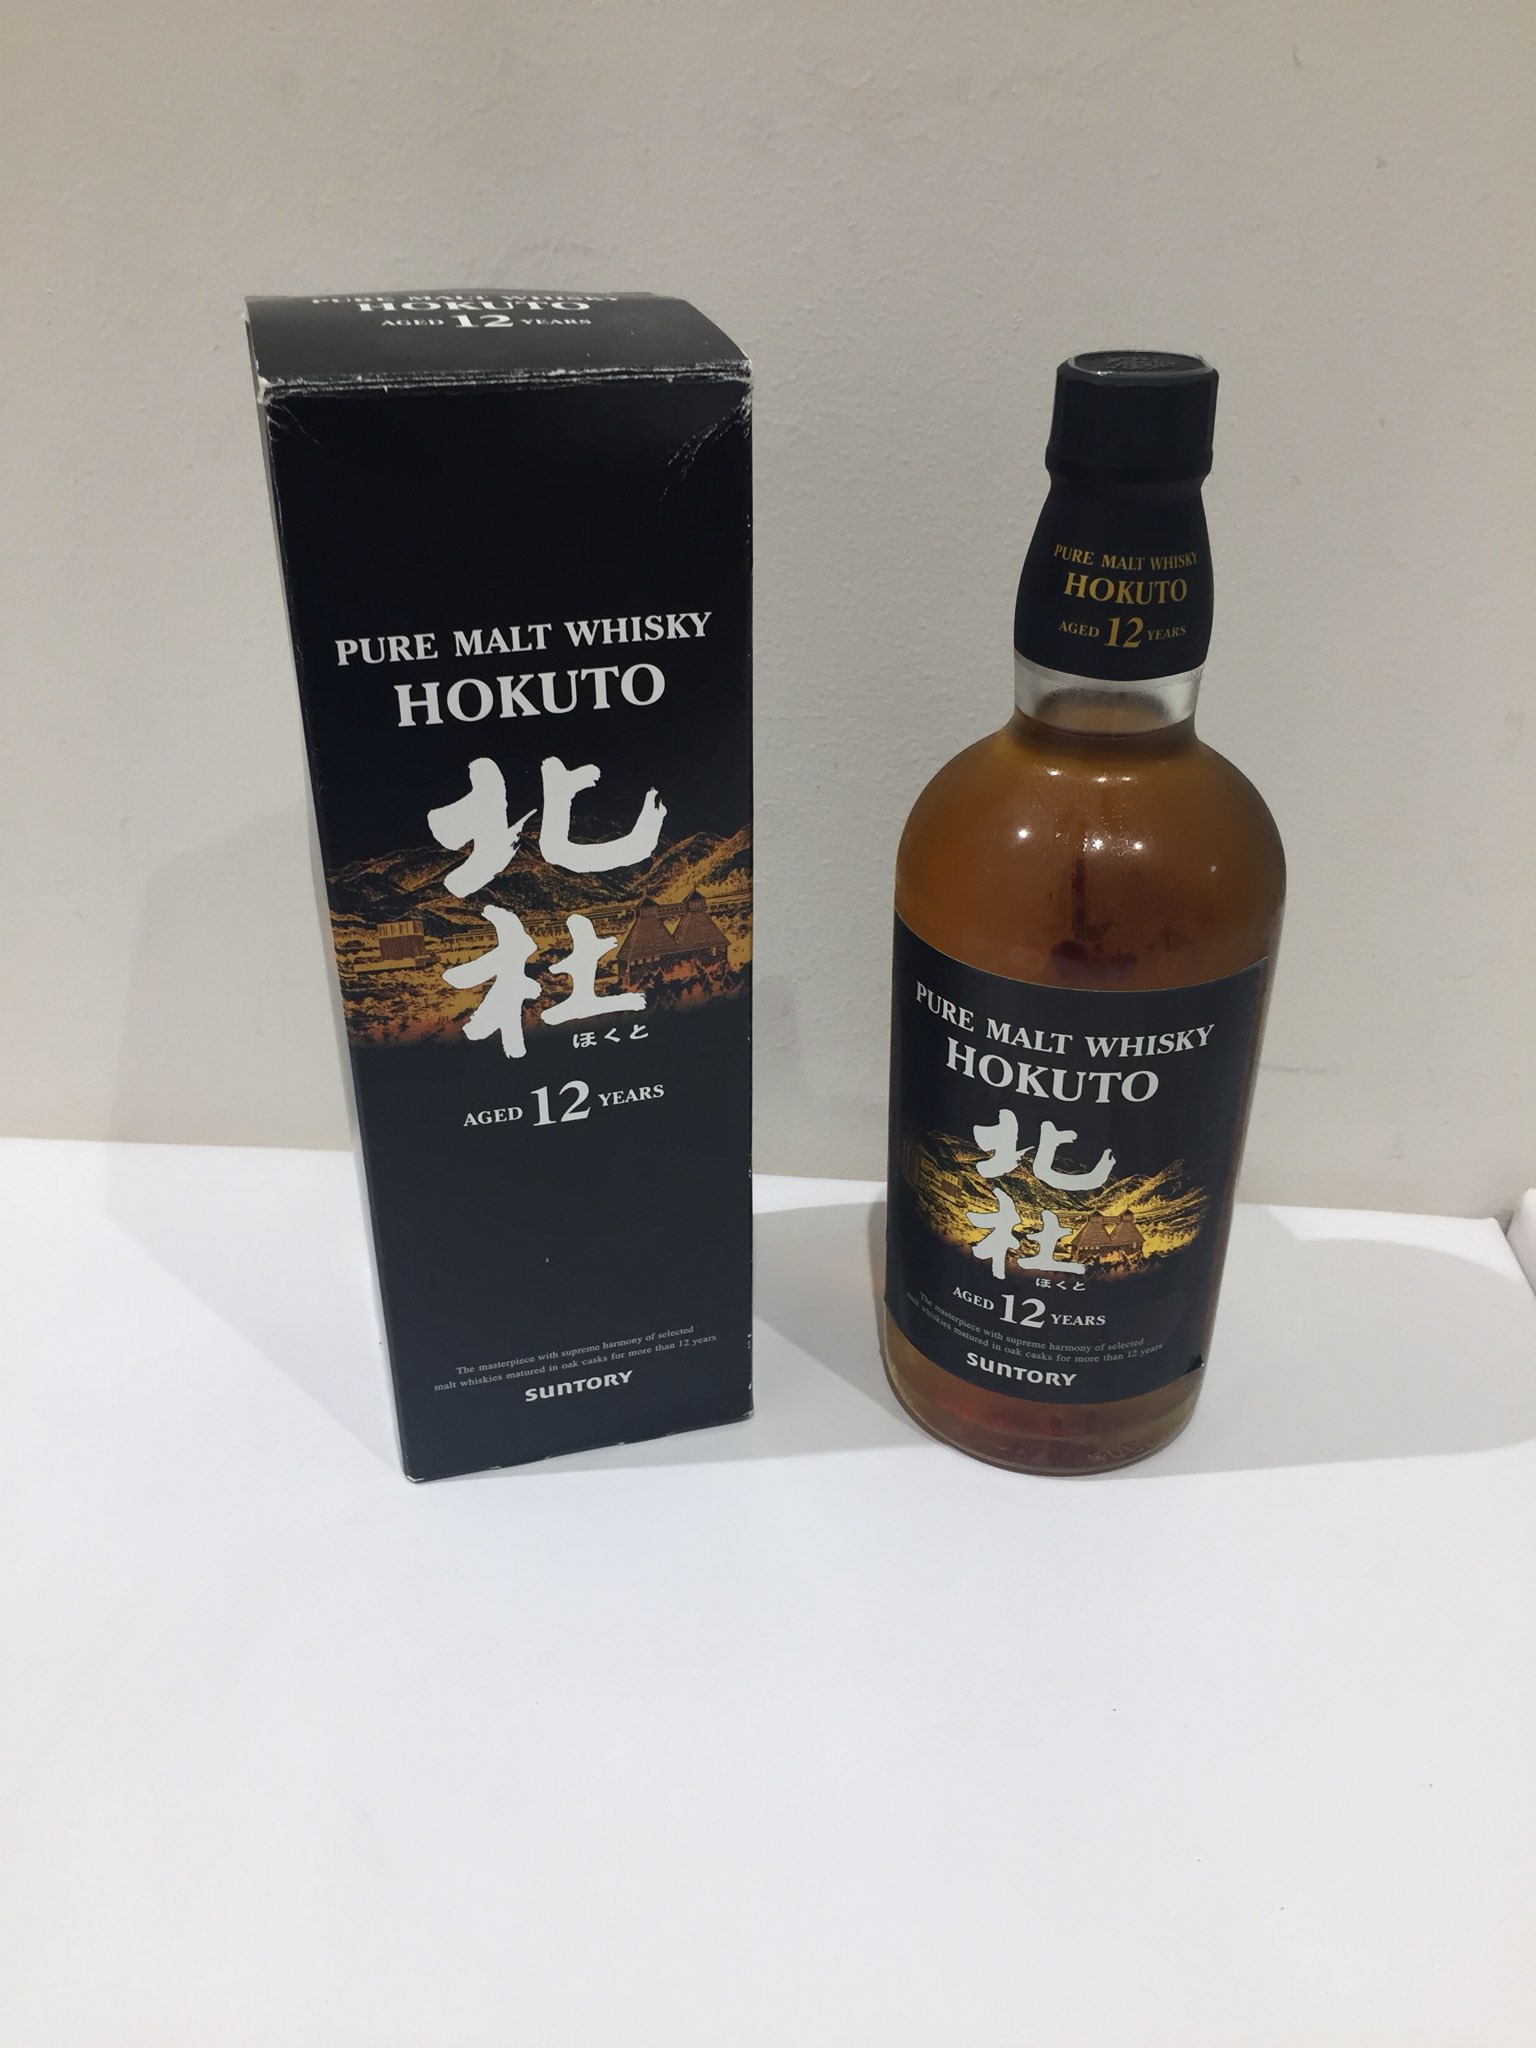 PURE MALT WHISKY
HOKUTO
AGED 12 YEARS
PURE MALT WHISKY
HOKUTO
北
杜
ほくと
AGED 12 YEARS
The masterpiece with supreme harmony of selected
malt whiskies matured in oak casks for more than 12 years
SUNTORY
PURE MALT WHISKY
HOKUTO
AGED 12 YEARS
PURE MALT WHISKY
HOKUTO
北
杜
ほくと
AGED 12 YEARS
The masterpiece with supreme harmony of selected
malt whiskies matured in oak casks for more than 12 years
SUNTORY